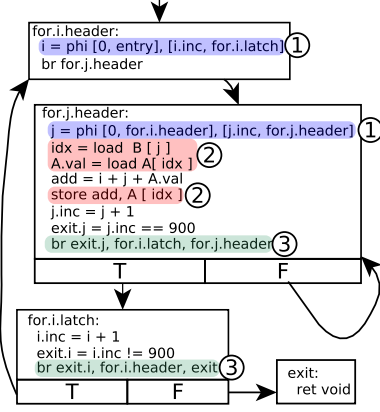 for.i.header:
i = phi [0, entry], [i.inc, for.i.latch] 1
br for.j.header
for.j.header:
j = phi [0, for.i.header], [j.inc, for.j.header] 1
idx = load B [ j ]
A.val = load A[ idx ] 2
add = i + j + A.val
store add, A [ idx ] 2
j.inc = j + 1
exit.j = j.inc == 900
br exit.j, for.i.latch, for.j.header 3
T F
for.i.latch:
i.inc = i + 1
exit.i = i.inc != 900
br exit.i, for.i.header, exit 3
T F
exit:
ret void